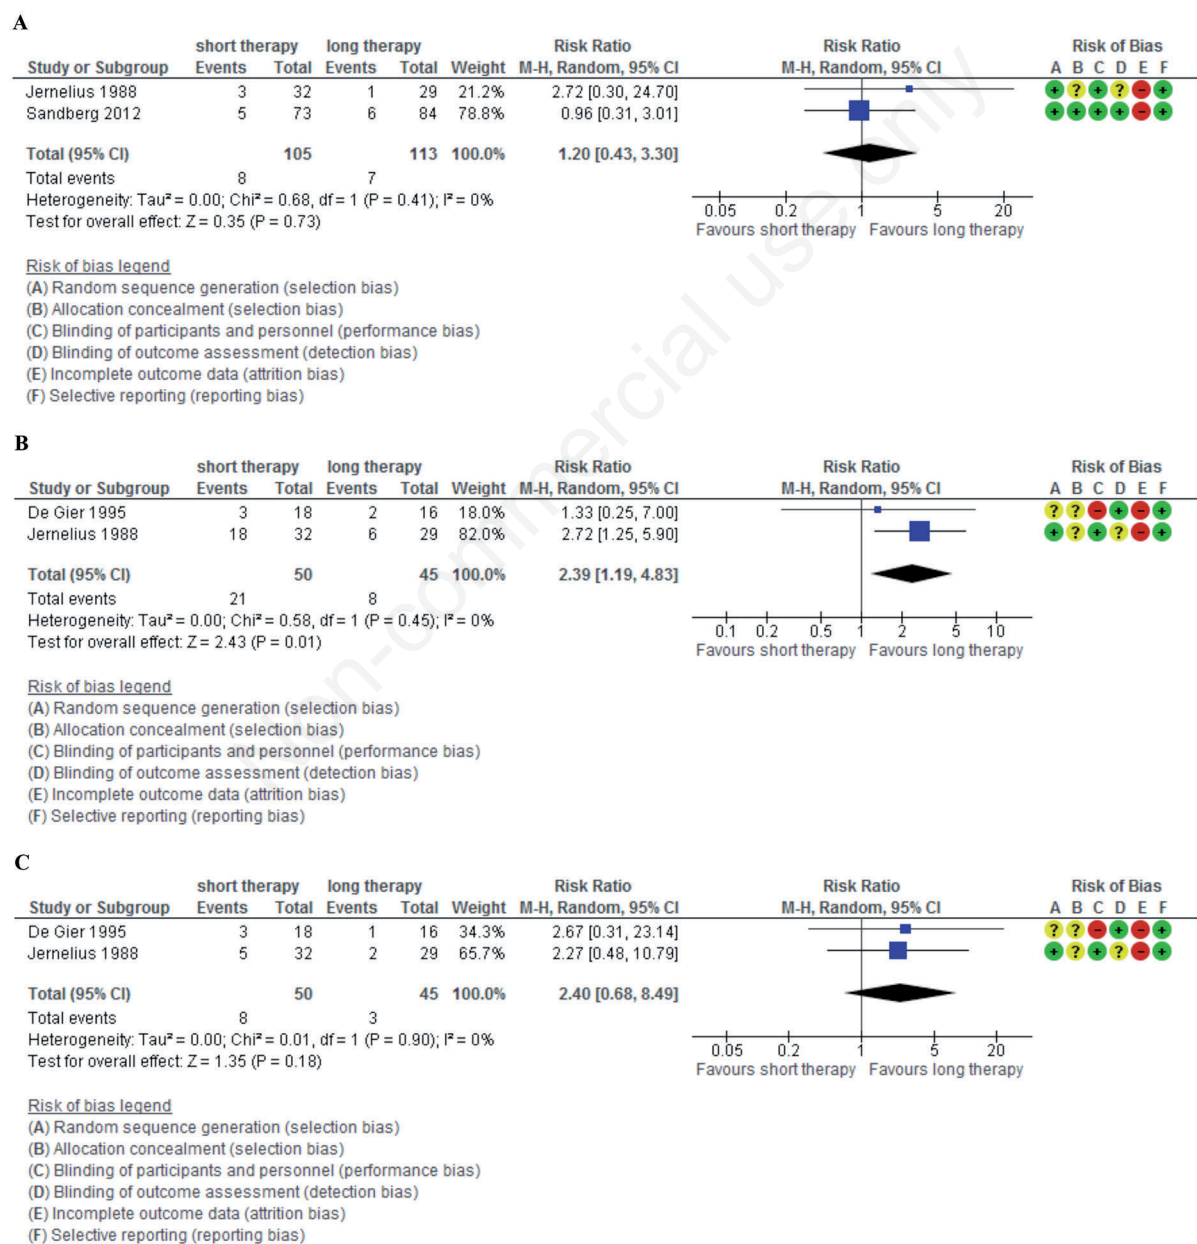 A
short therapy long therapy Risk Ratio Risk Ratio Risk of Bias
Study or Subgroup Events Total Events Total Weight M-H, Random, 95% CI M-H, Random, 95% CI A B C D E F
Jernelius 1988 3 32 1 29 21.2% 2.72 [0.30, 24.70] + ? + ? − +
Sandberg 2012 5 73 6 84 78.8% 0.96 [0.31, 3.01] + + + + − +
Total (95% CI) 105 113 100.0% 1.20 [0.43, 3.30]
Total events 8 7
Heterogeneity: Tau² = 0.00; Chi² = 0.68, df = 1 (P = 0.41); I² = 0%
Test for overall effect: Z = 0.35 (P = 0.73)
0.05 0.2 1 5 20
Favours short therapy Favours long therapy
Risk of bias legend
(A) Random sequence generation (selection bias)
(B) Allocation concealment (selection bias)
(C) Blinding of participants and personnel (performance bias)
(D) Blinding of outcome assessment (detection bias)
(E) Incomplete outcome data (attrition bias)
(F) Selective reporting (reporting bias)
B
short therapy long therapy Risk Ratio Risk Ratio Risk of Bias
Study or Subgroup Events Total Events Total Weight M-H, Random, 95% CI M-H, Random, 95% CI A B C D E F
De Gier 1995 3 18 2 16 18.0% 1.33 [0.25, 7.00] ? ? − + − +
Jernelius 1988 18 32 6 29 82.0% 2.72 [1.25, 5.90] + ? + ? − +
Total (95% CI) 50 45 100.0% 2.39 [1.19, 4.83]
Total events 21 8
Heterogeneity: Tau² = 0.00; Chi² = 0.58, df = 1 (P = 0.45); I² = 0%
Test for overall effect: Z = 2.43 (P = 0.01)
0.1 0.2 0.5 1 2 5 10
Favours short therapy Favours long therapy
Risk of bias legend
(A) Random sequence generation (selection bias)
(B) Allocation concealment (selection bias)
(C) Blinding of participants and personnel (performance bias)
(D) Blinding of outcome assessment (detection bias)
(E) Incomplete outcome data (attrition bias)
(F) Selective reporting (reporting bias)
C
short therapy long therapy Risk Ratio Risk Ratio Risk of Bias
Study or Subgroup Events Total Events Total Weight M-H, Random, 95% CI M-H, Random, 95% CI A B C D E F
De Gier 1995 3 18 1 16 34.3% 2.67 [0.31, 23.14] ? ? − + − +
Jernelius 1988 5 32 2 29 65.7% 2.27 [0.48, 10.79] + ? + ? − +
Total (95% CI) 50 45 100.0% 2.40 [0.68, 8.49]
Total events 8 3
Heterogeneity: Tau² = 0.00; Chi² = 0.01, df = 1 (P = 0.90); I² = 0%
Test for overall effect: Z = 1.35 (P = 0.18)
0.05 0.2 1 5 20
Favours short therapy Favours long therapy
Risk of bias legend
(A) Random sequence generation (selection bias)
(B) Allocation concealment (selection bias)
(C) Blinding of participants and personnel (performance bias)
(D) Blinding of outcome assessment (detection bias)
(E) Incomplete outcome data (attrition bias)
(F) Selective reporting (reporting bias)
Non-commercial use only